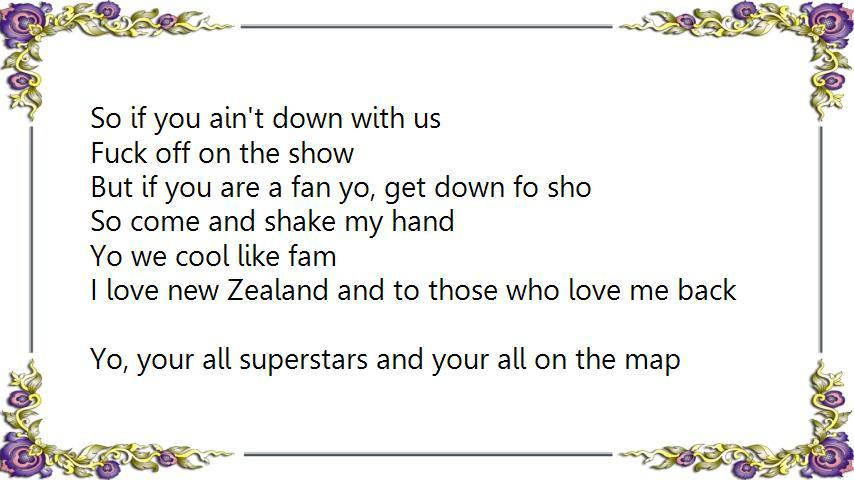 So if you ain't down with us
Fuck off on the show
But if you are a fan yo, get down fo sho
So come and shake my hand
Yo we cool like fam
I love new Zealand and to those who love me back
Yo, your all superstars and your all on the map